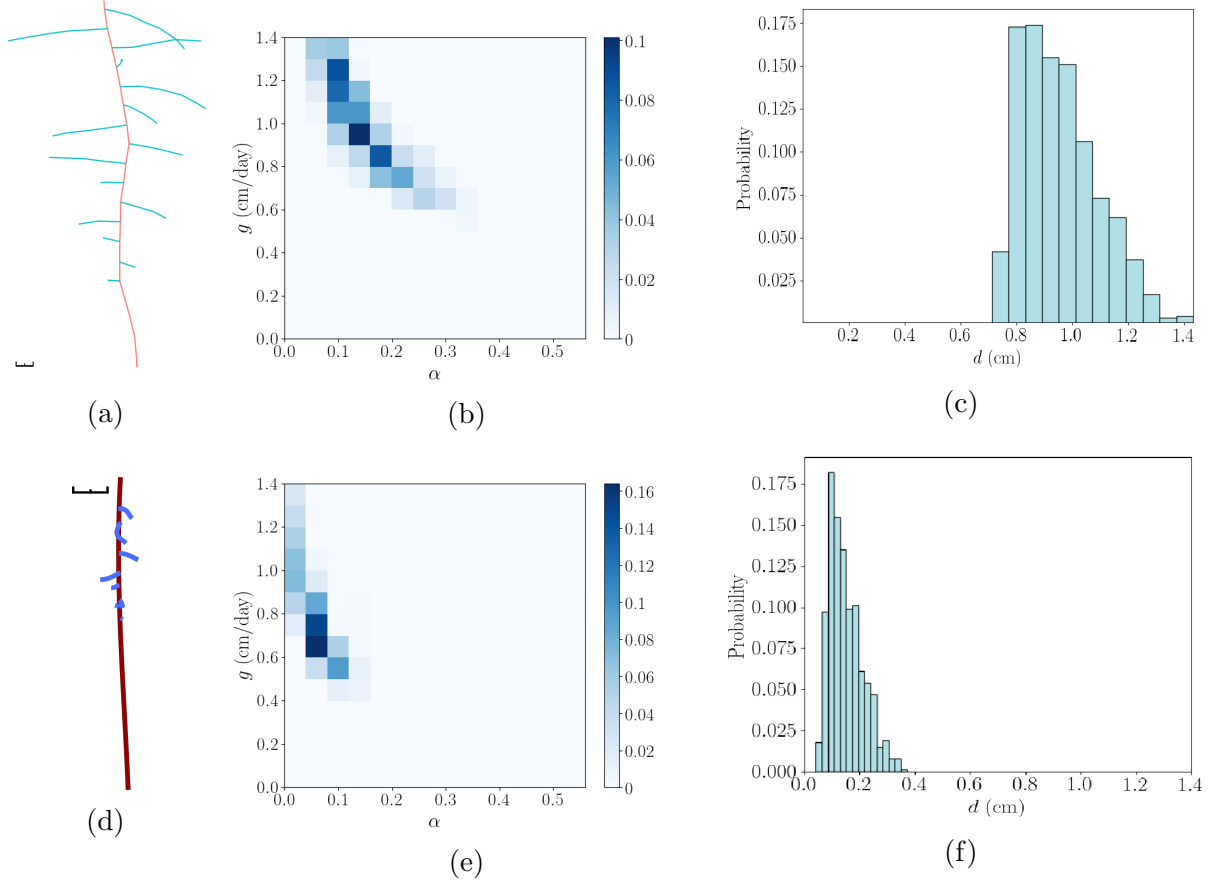 (a)
g (cm/day)
1.4
1.2
1.0
0.8
0.6
0.4
0.2
0.0
0.0 0.1 0.2 0.3 0.4 0.5
α
0.1
0.08
0.06
0.04
0.02
0
(b)
Probability
0.175
0.150
0.125
0.100
0.075
0.050
0.025
0.2 0.4 0.6 0.8 1.0 1.2 1.4
d (cm)
(c)
(d)
g (cm/day)
1.4
1.2
1.0
0.8
0.6
0.4
0.2
0.0
0.0 0.1 0.2 0.3 0.4 0.5
α
0.16
0.14
0.12
0.10
0.08
0.06
0.04
0.02
0
(e)
Probability
0.175
0.150
0.125
0.100
0.075
0.050
0.025
0.000
0.0 0.2 0.4 0.6 0.8 1.0 1.2 1.4
d (cm)
(f)